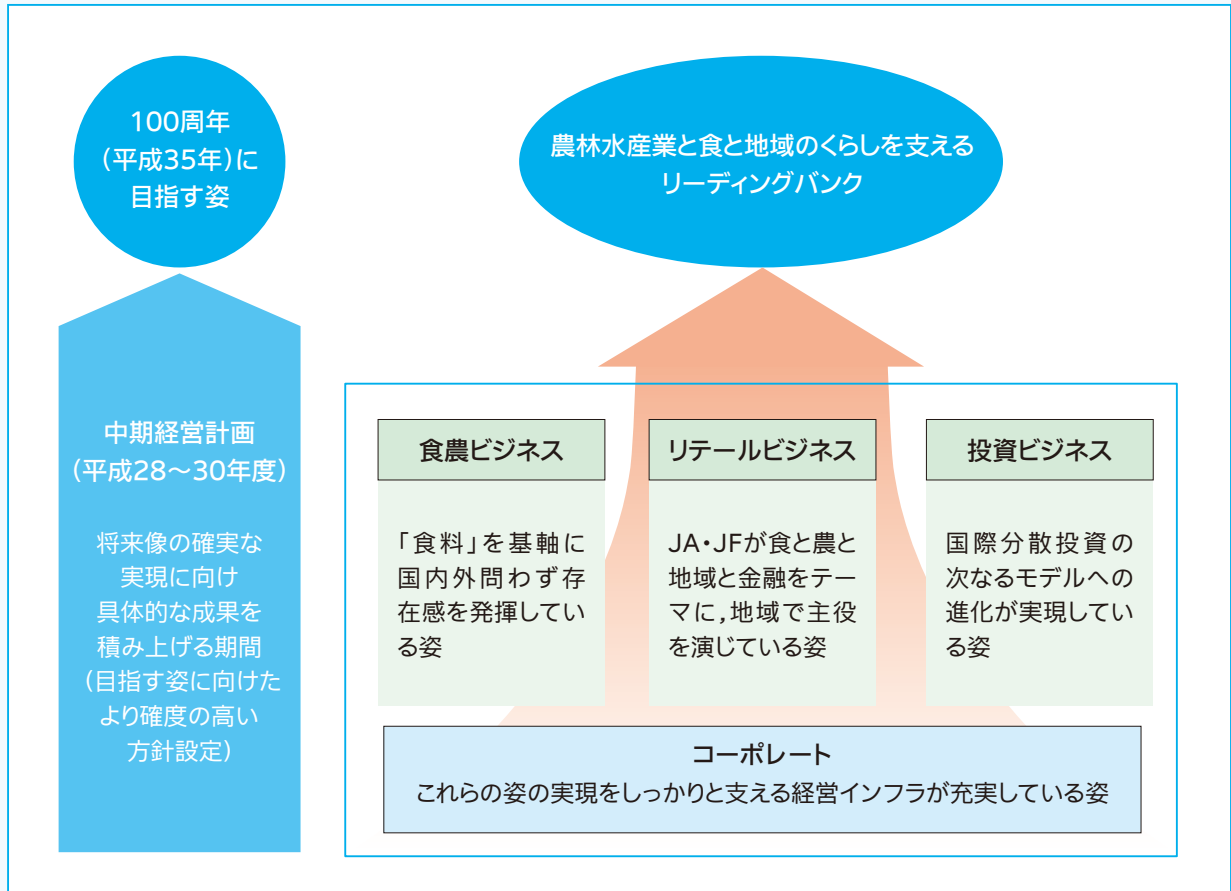 100周年
(平成35年)に
目指す姿
農林水産業と食と地域のくらしを支える
リーディングバンク
中期経営計画
(平成28〜30年度)
将来像の確実な
実現に向け
具体的な成果を
積み上げる期間
(目指す姿に向けた
より確度の高い
方針設定)
食農ビジネス
「食料」を基軸に
国内外問わず存
在感を発揮してい
る姿
リテールビジネス
JA・JFが食と農と
地域と金融をテー
マに,地域で主役
を演じている姿
投資ビジネス
国際分散投資の
次なるモデルへの
進化が実現してい
る姿
コーポレート
これらの姿の実現をしっかりと支える経営インフラが充実している姿